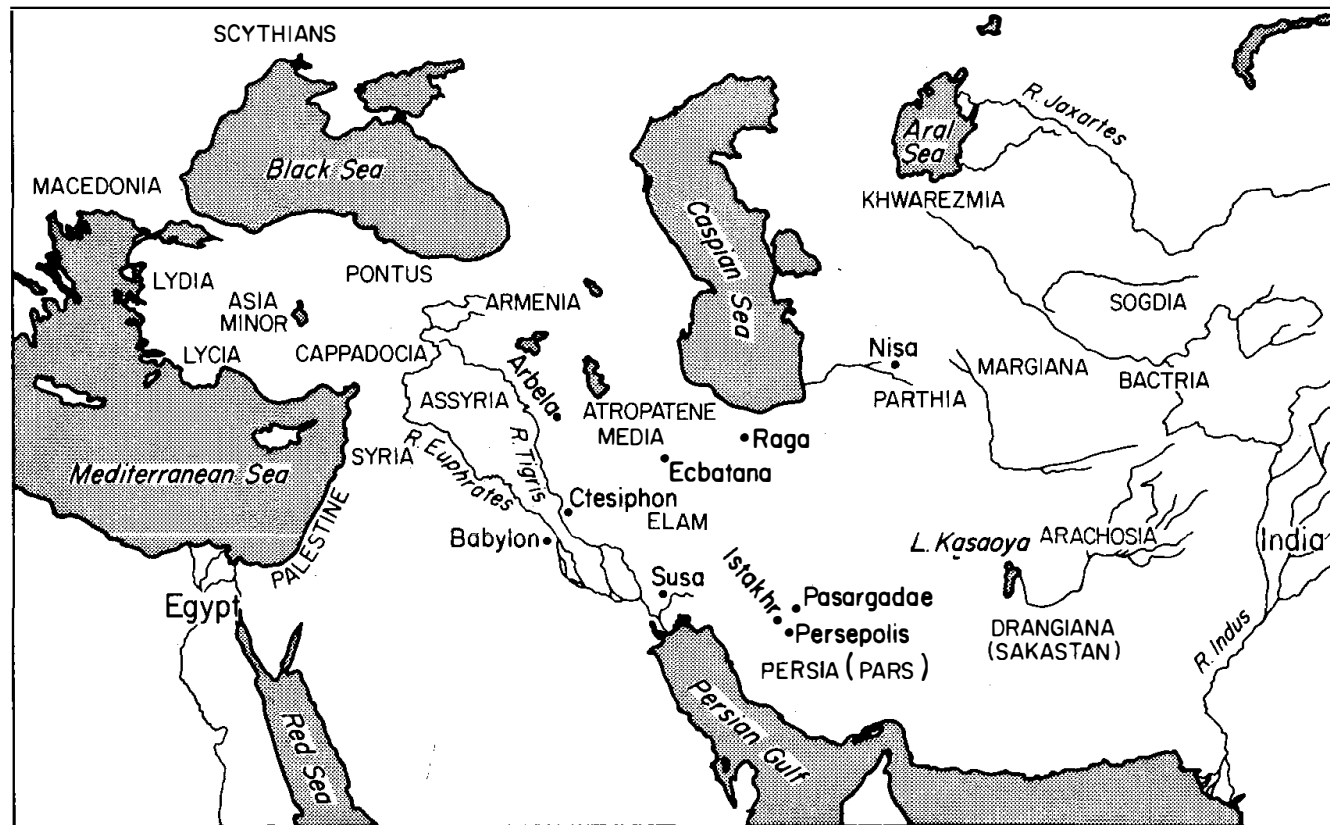 SCYTHIANS
Black Sea
MACEDONIA
LYDIA
PONTUS
ASIA
MINOR
ARMENIA
LYCIA
CAPPADOCIA
Caspian Sea
Aral
Sea
R. Jaxartes
KHWAREZMIA
SOGDIA
Nisa
MARGIANA
BACTRIA
PARTHIA
Arbela
ASSYRIA
ATROPATENE
MEDIA
Raga
R. Tigris
R. Euphrates
Ecbatana
SYRIA
Mediterranean Sea
Ctesiphon
ELAM
PALESTINE
Babylon
L. Kasaoya
ARACHOSIA
India
Susa
Istakhr
Pasargadae
Persepolis
Egypt
DRANGIANA
(SAKASTAN)
R. Indus
PERSIA (PARS)
Persian Gulf
Red Sea